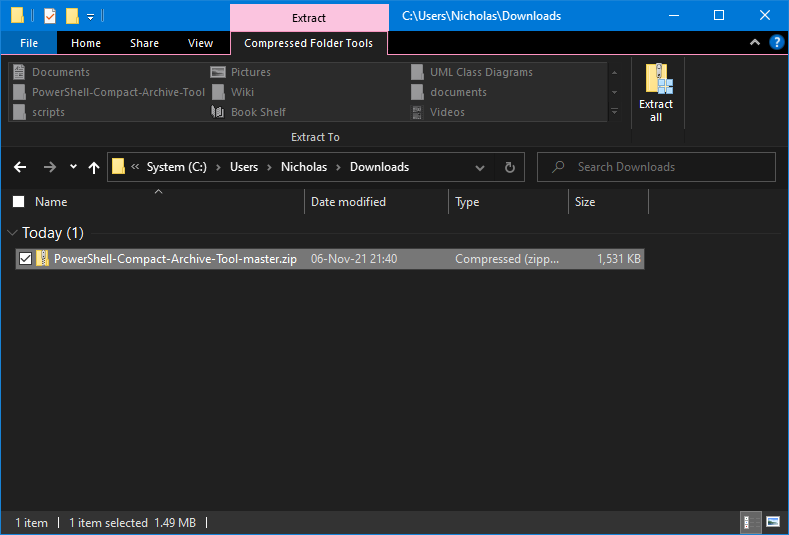 Extract
C:\Users\Nicholas\Downloads
File Home Share View Compressed Folder Tools
Documents Pictures UML Class Diagrams
PowerShell-Compact-Archive-Tool Wiki documents
scripts Book Shelf Videos
Extract all
Extract To
« System (C:) > Users > Nicholas > Downloads
Search Downloads
Name Date modified Type Size
Today (1)
PowerShell-Compact-Archive-Tool-master.zip 06-Nov-21 21:40 Compressed (zipp... 1,531 KB
1 item 1 item selected 1.49 MB